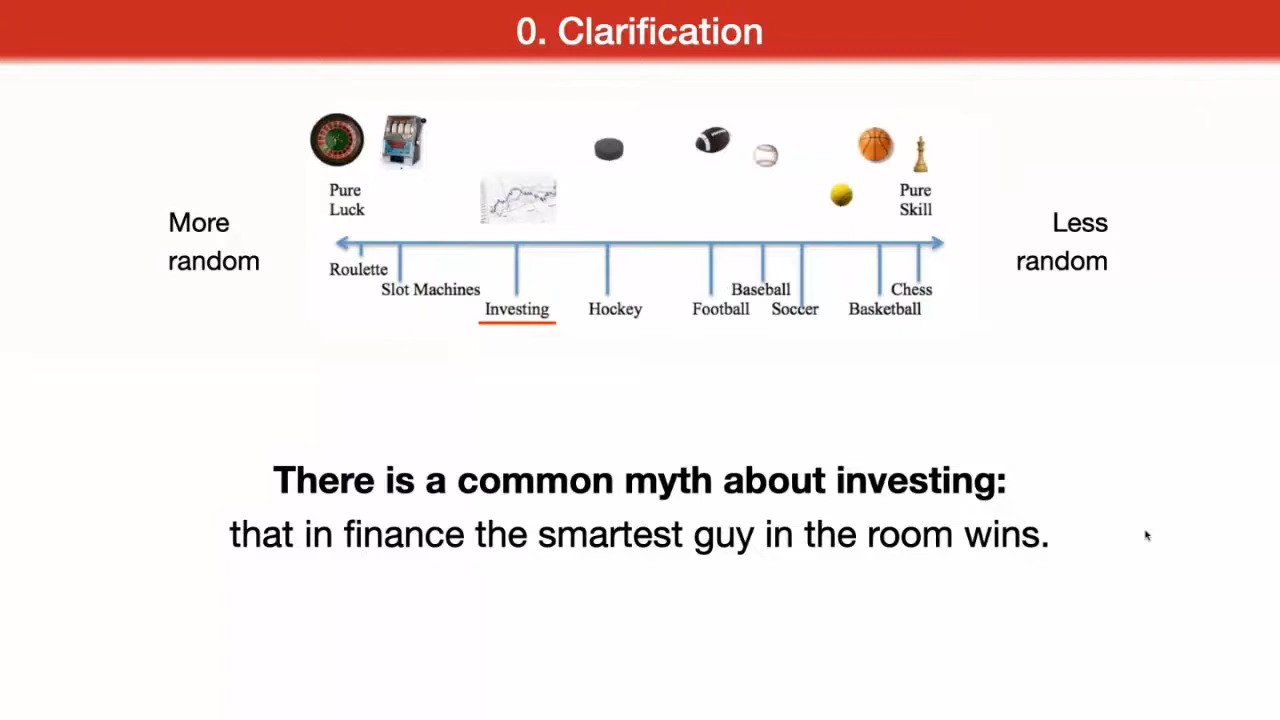 0. Clarification
Pure
Luck
Pure
Skill
More
random
Less
random
Roulette
Slot Machines
Baseball
Chess
Investing
Hockey
Football
Soccer
Basketball
There is a common myth about investing:
that in finance the smartest guy in the room wins.